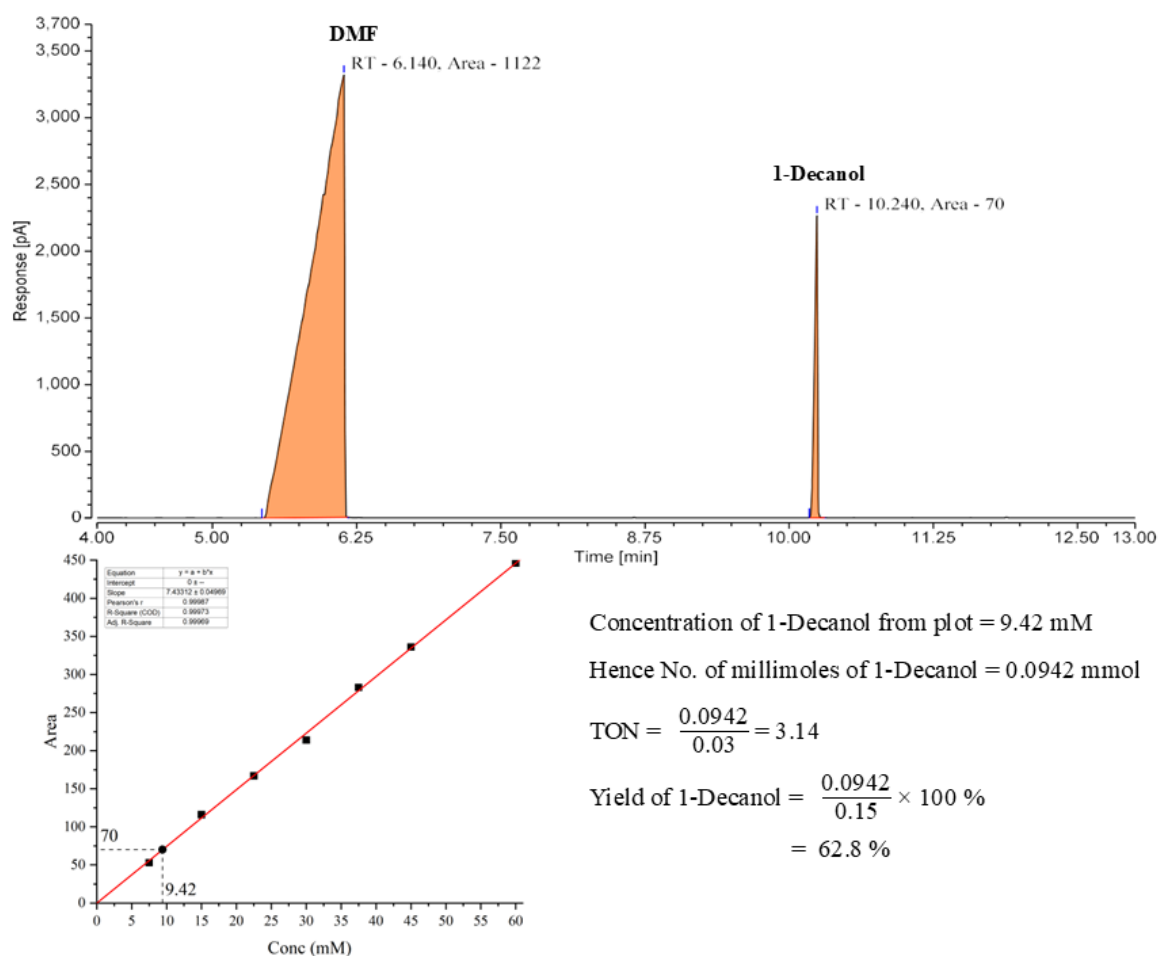 DMF
RT - 6.140, Area - 1122
1-Decanol
RT - 10.240, Area - 70
Response [pA]
3,700
3,500
3,000
2,500
2,000
1,500
1,000
500
0
4.00 5.00 6.25 7.50 8.75 10.00 11.25 12.50 13.00
Time [min]
Equation y = a + b*x
Intercept 0 ± --
Slope 7.43312 ± 0.04969
Pearson's r 0.99987
R-Square (COD) 0.99973
Adj. R-Square 0.99969
Area
450
400
350
300
250
200
150
100
50
0
70
9.42
0 5 10 15 20 25 30 35 40 45 50 55 60
Conc (mM)
Concentration of 1-Decanol from plot = 9.42 mM
Hence No. of millimoles of 1-Decanol = 0.0942 mmol
TON = 0.0942 / 0.03 = 3.14
Yield of 1-Decanol = 0.0942 / 0.15 × 100 %
= 62.8 %